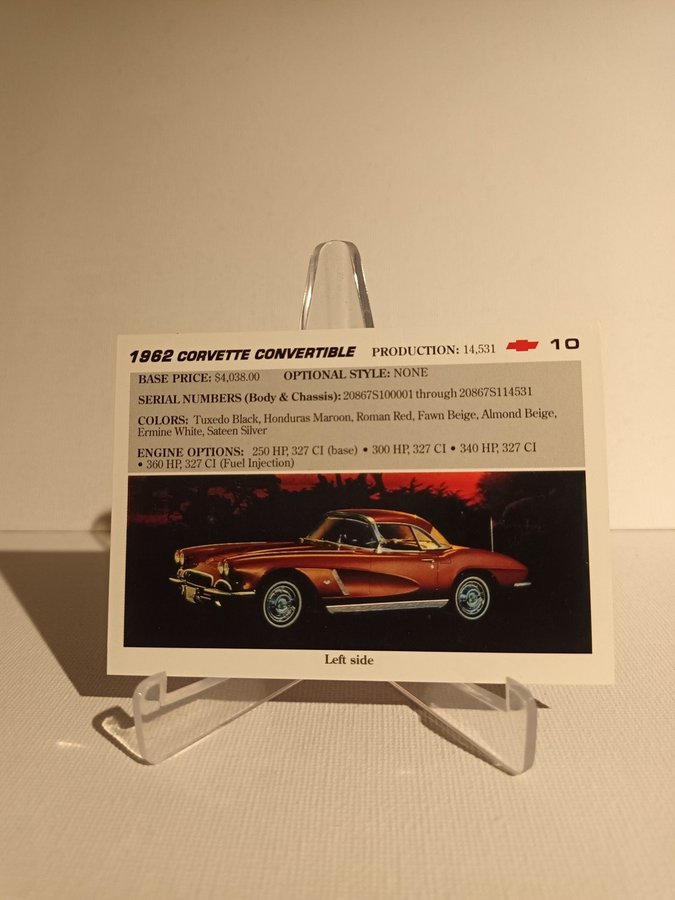 1962 CORVETTE CONVERTIBLE PRODUCTION: 14,531 10
BASE PRICE: $4,038.00 OPTIONAL STYLE: NONE
SERIAL NUMBERS (Body & Chassis): 20867S100001 through 20867S114531
COLORS: Tuxedo Black, Honduras Maroon, Roman Red, Fawn Beige, Almond Beige,
Ermine White, Sateen Silver
ENGINE OPTIONS: 250 HP, 327 CI (base) • 300 HP, 327 CI • 340 HP, 327 CI
• 360 HP, 327 CI (Fuel Injection)
Left side